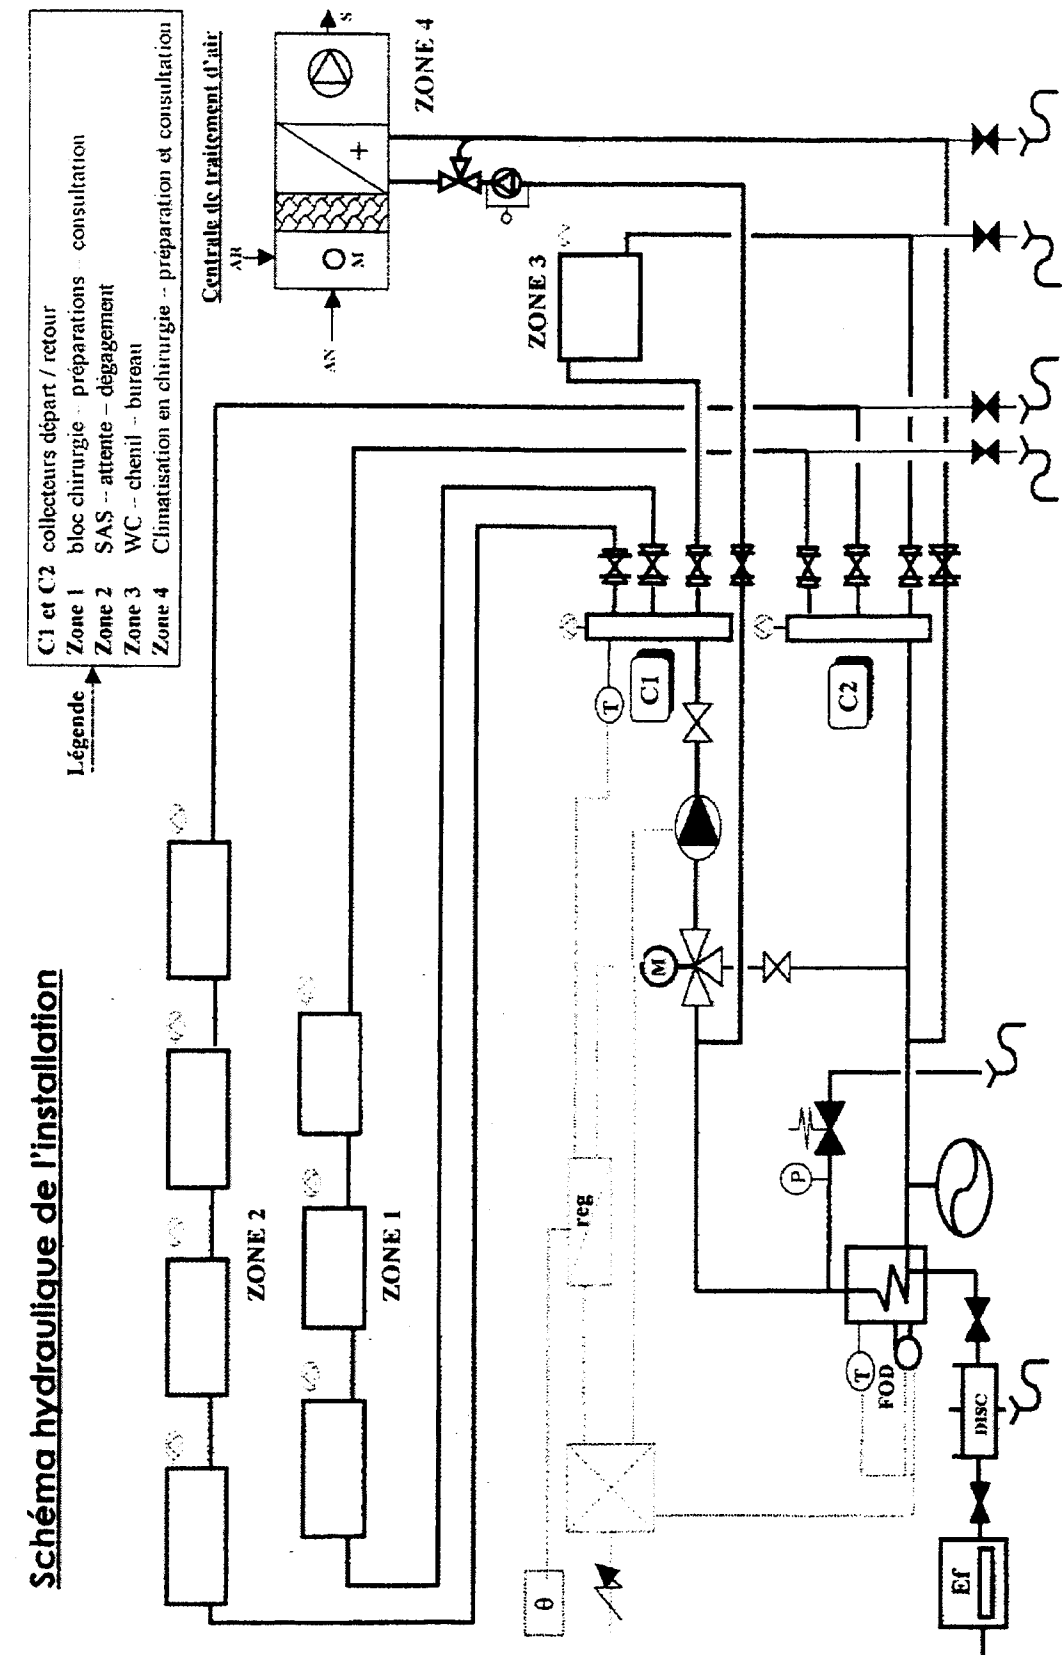 Schéma hydraulique de l'installation
Légende
C1 et C2 collecteurs départ / retour
Zone 1 bloc chirurgie – préparations – consultation
Zone 2 SAS – attente – dégagement
Zone 3 WC – chenil – bureau
Zone 4 Climatisation en chirurgie – préparation et consultation
Centrale de traitement d'air
AR
AN
M
S
+
ZONE 4
ZONE 3
ZONE 2
ZONE 1
T
C1
C2
M
reg
P
θ
T
FOD
DISC
Ef